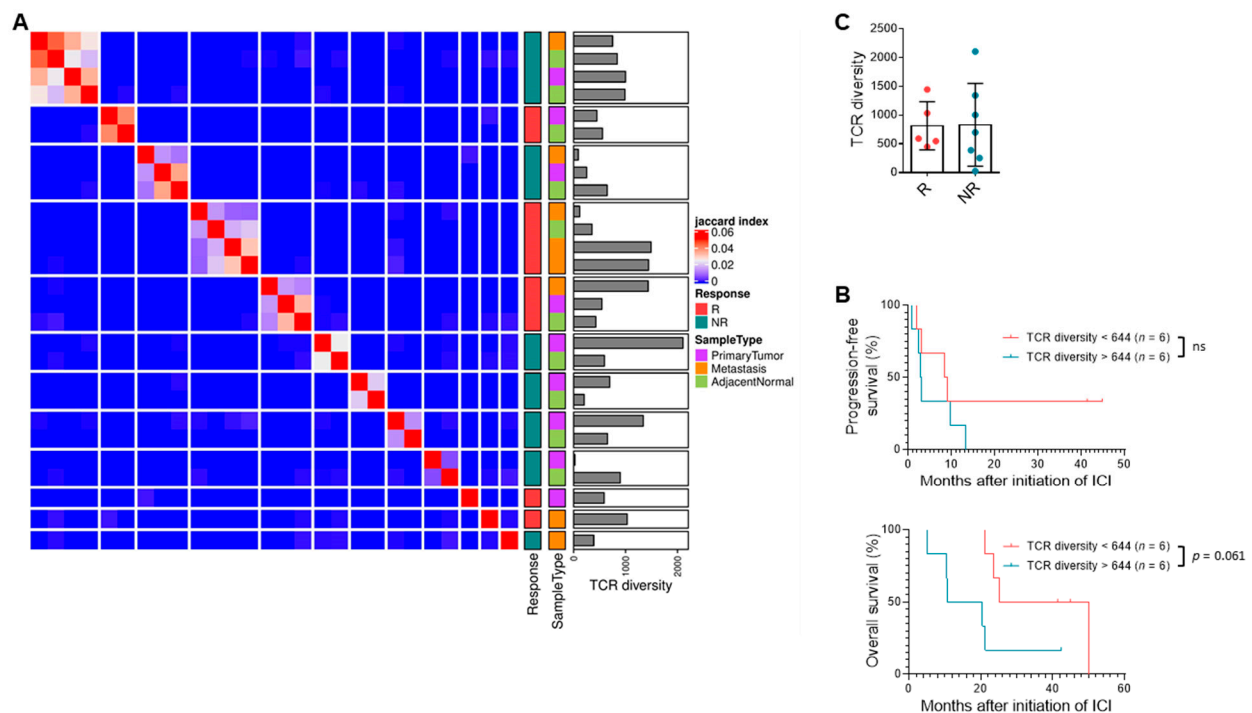 A
jaccard index
0.06
0.04
0.02
0
Response
R
NR
SampleType
PrimaryTumor
Metastasis
AdjacentNormal
Response
SampleType
0
1000
2000
TCR diversity
C
2500
2000
1500
1000
500
0
TCR diversity
R
NR
B
100
50
0
Progression-free
survival (%)
TCR diversity < 644 (n = 6)
TCR diversity > 644 (n = 6)
ns
0 10 20 30 40 50
Months after initiation of ICI
100
50
0
Overall survival (%)
TCR diversity < 644 (n = 6)
TCR diversity > 644 (n = 6)
p = 0.061
0 20 40 60
Months after initiation of ICI